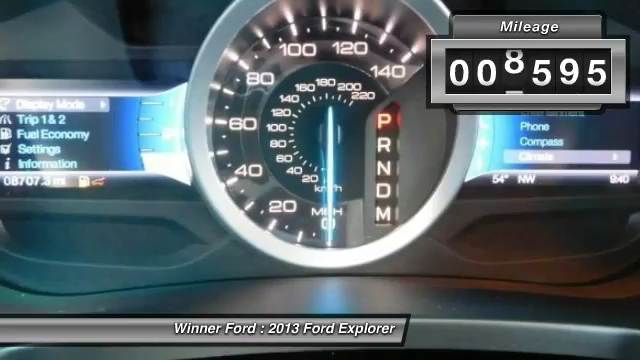 Mileage
008595
Display Mode
Trip 1 & 2
Fuel Economy
Settings
Information
08707.3 mi
20
40
60
80
100
120
140
20
40
60
80
100
120
140
160
180
200
220
km/h
MPH
0
P
R
N
D
M
Entertainment
Phone
Compass
Climate
54° NW 9:40
Winner Ford : 2013 Ford Explorer